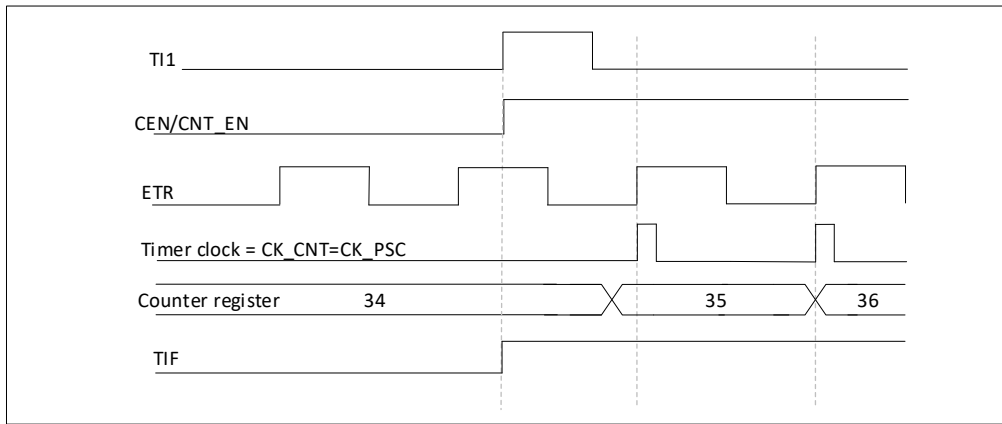 TI1
CEN/CNT_EN
ETR
Timer clock = CK_CNT=CK_PSC
Counter register 34 35 36
TIF